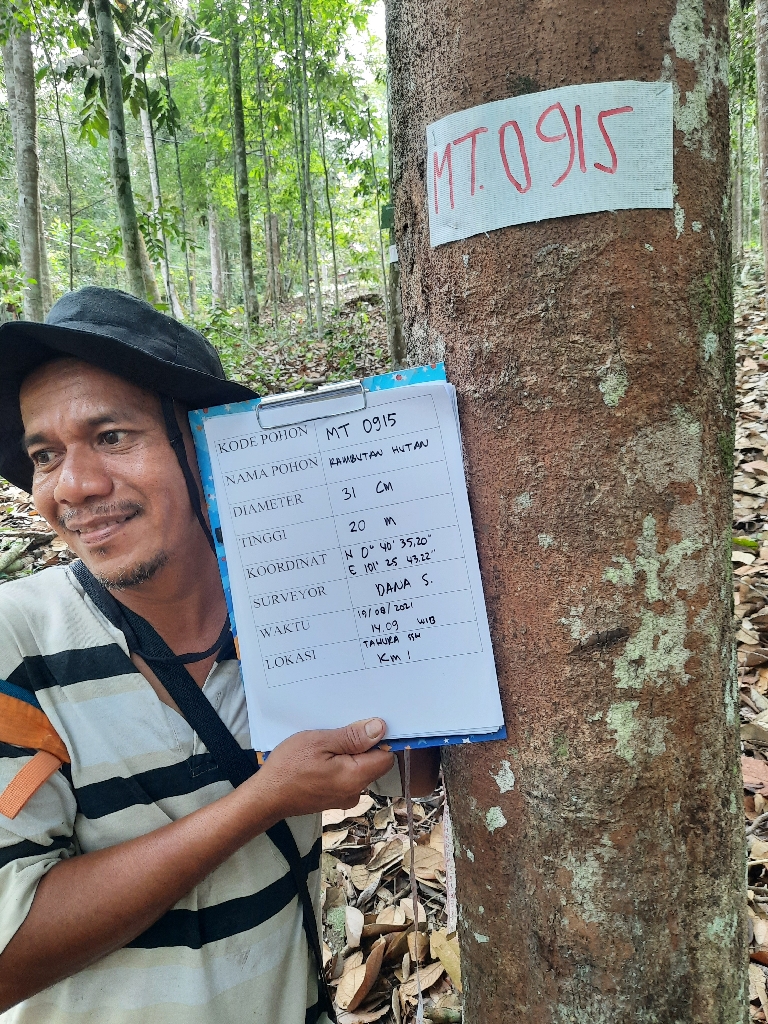 MT.0915
KODE POHON MT 0915
NAMA POHON RAMBUTAN HUTAN
DIAMETER 31 CM
TINGGI 20 m
KOORDINAT N 0° 40' 35,20"
E 101° 25' 43.22"
SURVEYOR DANA S.
WAKTU 19/08/2021
14.09 WIB
LOKASI TAHURA SSH
Km 1